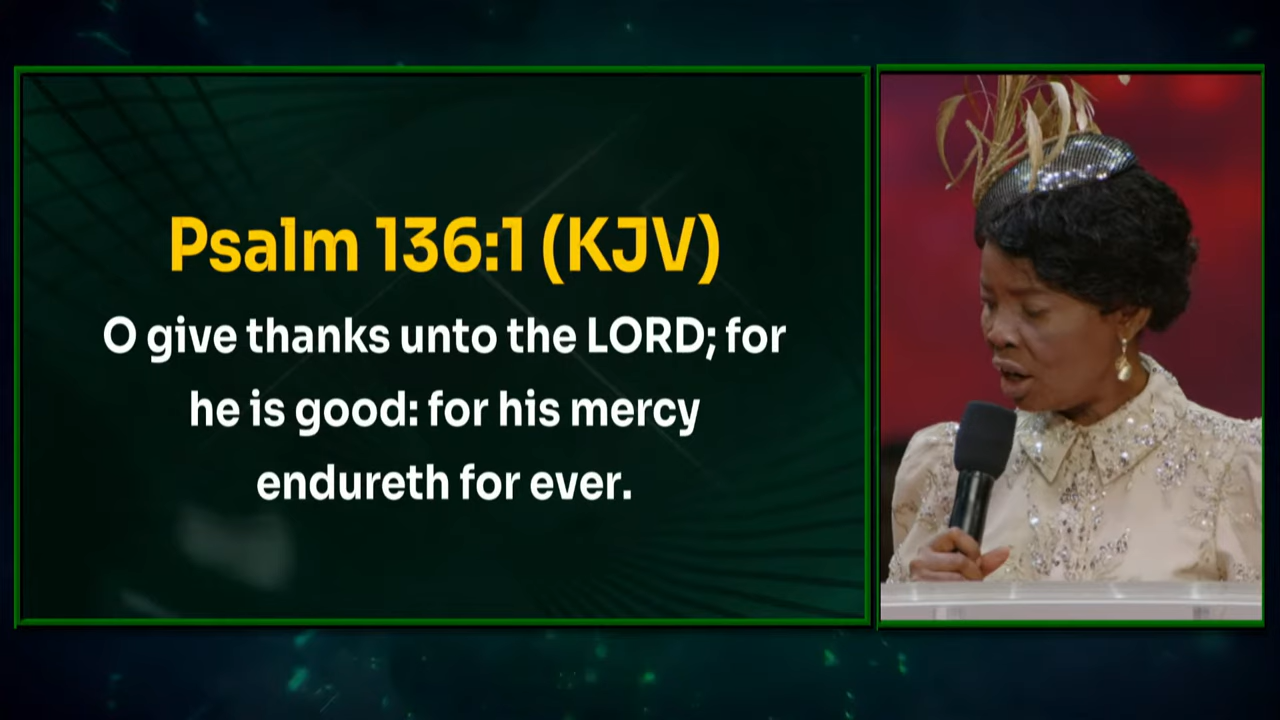 Psalm 136:1 (KJV)
O give thanks unto the LORD; for
he is good: for his mercy
endureth for ever.